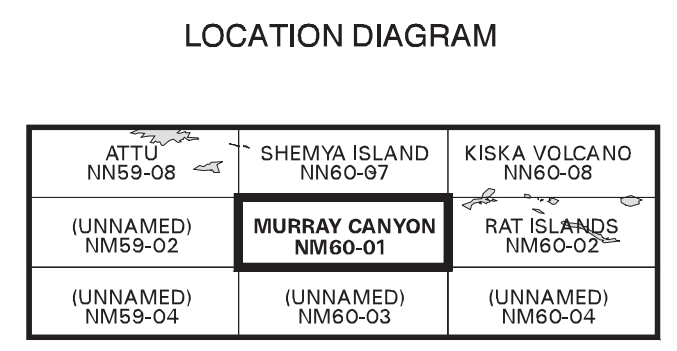 LOCATION DIAGRAM
ATTU
NN59-08
SHEMYA ISLAND
NN60-07
KISKA VOLCANO
NN60-08
(UNNAMED)
NM59-02
MURRAY CANYON
NM60-01
RAT ISLANDS
NM60-02
(UNNAMED)
NM59-04
(UNNAMED)
NM60-03
(UNNAMED)
NM60-04